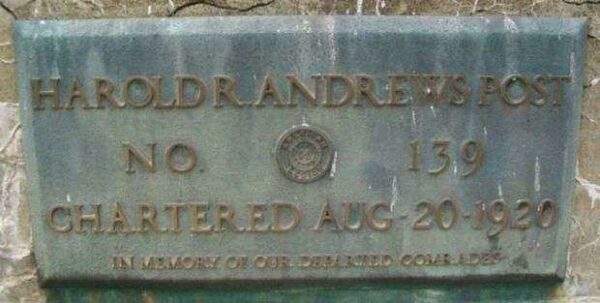 HAROLD R. ANDREWS POST
NO. 139
CHARTERED AUG-20-1920
IN MEMORY OF OUR DEPARTED COMRADES